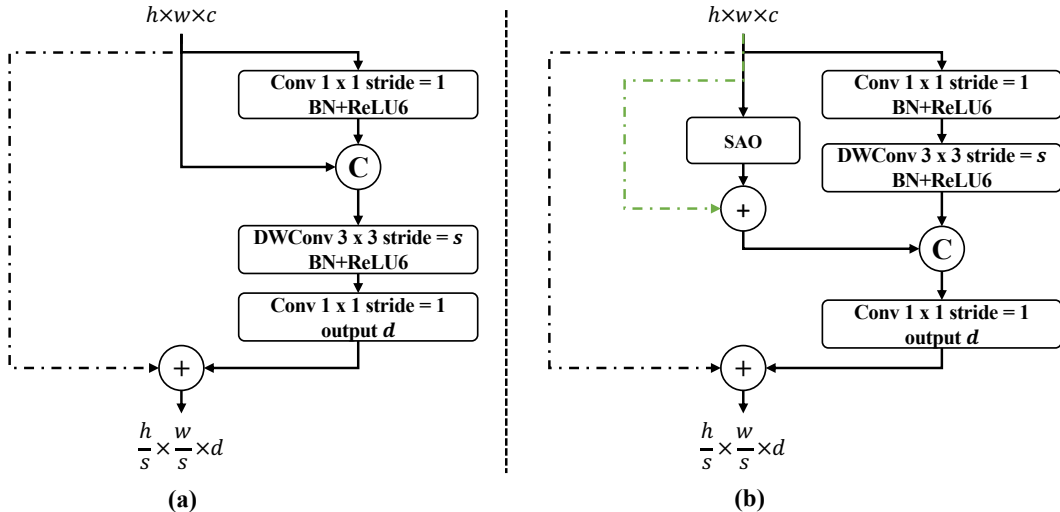 h×w×c
Conv 1 x 1 stride = 1
BN+ReLU6
C
DWConv 3 x 3 stride = s
BN+ReLU6
Conv 1 x 1 stride = 1
output d
+
h/s × w/s ×d
(a)
h×w×c
Conv 1 x 1 stride = 1
BN+ReLU6
SAO
DWConv 3 x 3 stride = s
BN+ReLU6
+
C
Conv 1 x 1 stride = 1
output d
+
h/s × w/s ×d
(b)